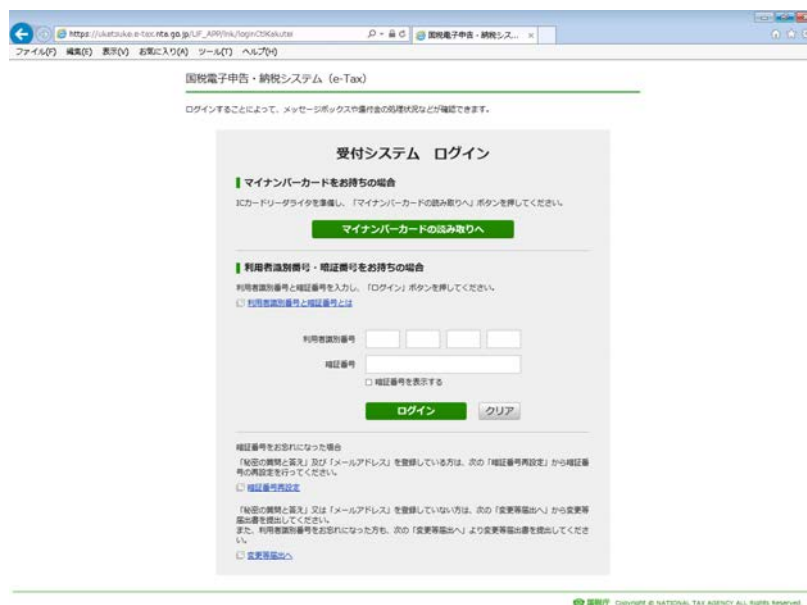 https://uketsuke.e-tax.nta.go.jp/UF_APP/lnk/loginCtlKakutei
国税電子申告・納税シス... ×
ファイル(F) 編集(E) 表示(V) お気に入り(A) ツール(T) ヘルプ(H)
国税電子申告・納税システム（e-Tax）
ログインすることによって、メッセージボックスや還付金の処理状況などが確認できます。
受付システム ログイン
マイナンバーカードをお持ちの場合
ICカードリーダライタを準備し、「マイナンバーカードの読み取りへ」ボタンを押してください。
マイナンバーカードの読み取りへ
利用者識別番号・暗証番号をお持ちの場合
利用者識別番号と暗証番号を入力し、「ログイン」ボタンを押してください。
利用者識別番号と暗証番号とは
利用者識別番号
暗証番号
暗証番号を表示する
ログイン クリア
暗証番号をお忘れになった場合
「秘密の質問と答え」及び「メールアドレス」を登録している方は、次の「暗証番号再設定」から暗証番
号の再設定を行ってください。
暗証番号再設定
「秘密の質問と答え」又は「メールアドレス」を登録していない方は、次の「変更等届出へ」から変更等
届出書を提出してください。
また、利用者識別番号をお忘れになった方も、次の「変更等届出へ」より変更等届出書を提出してくださ
い。
変更等届出へ
国税庁 Copyright © NATIONAL TAX AGENCY ALL Rights Reserved